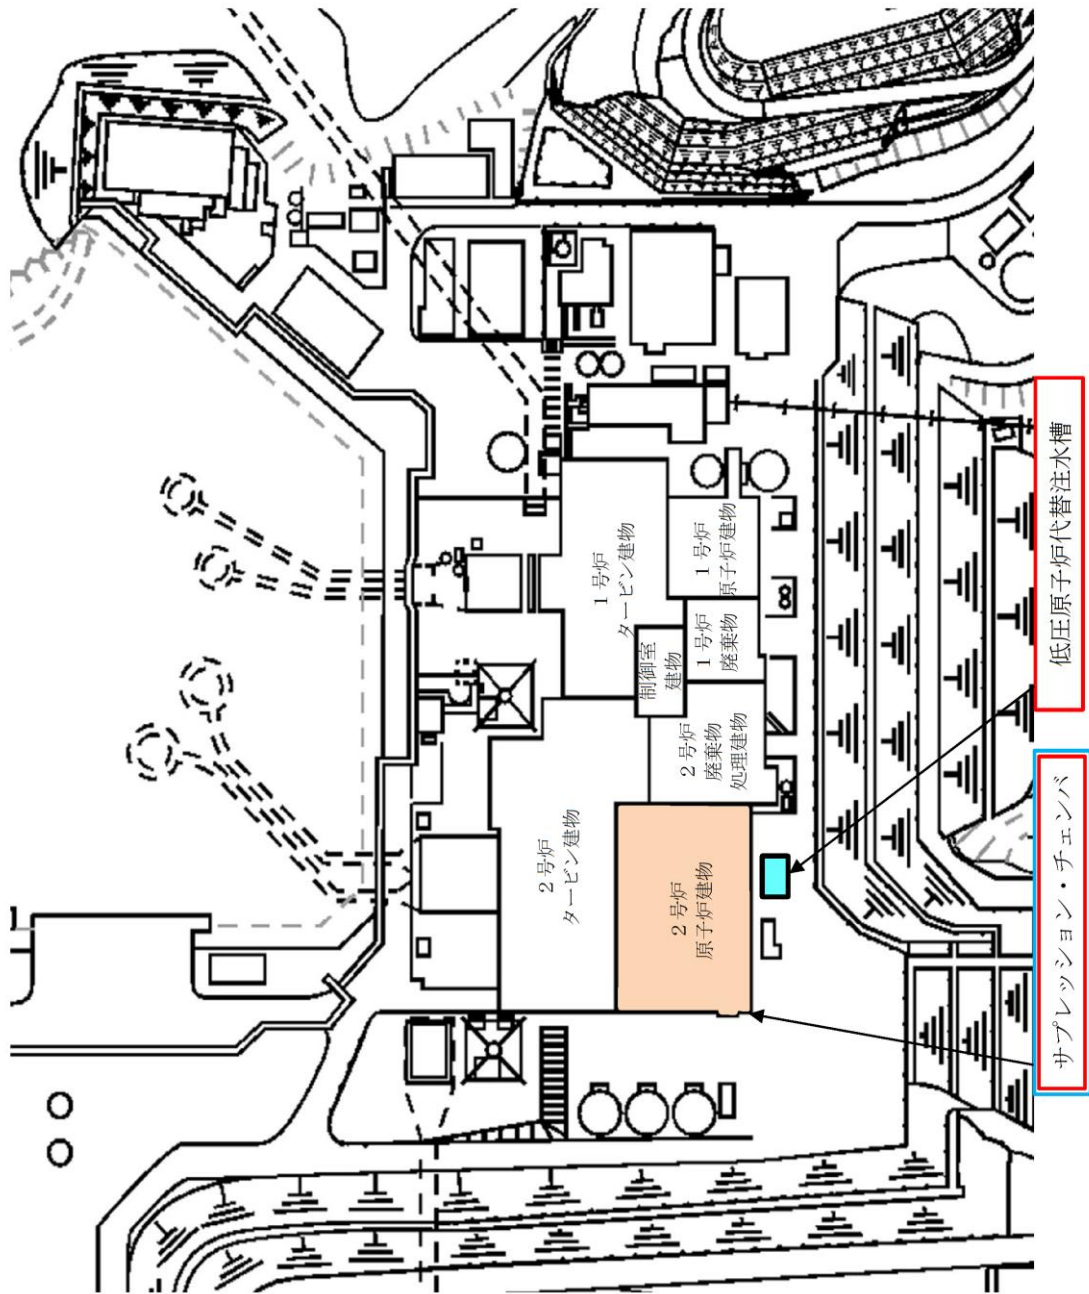 １号炉
タービン建物
１号炉
原子炉建物
制御室
建物
１号炉
廃棄物
２号炉
廃棄物
処理建物
２号炉
タービン建物
２号炉
原子炉建物
低圧原子炉代替注水槽
サプレッション・チェンバ